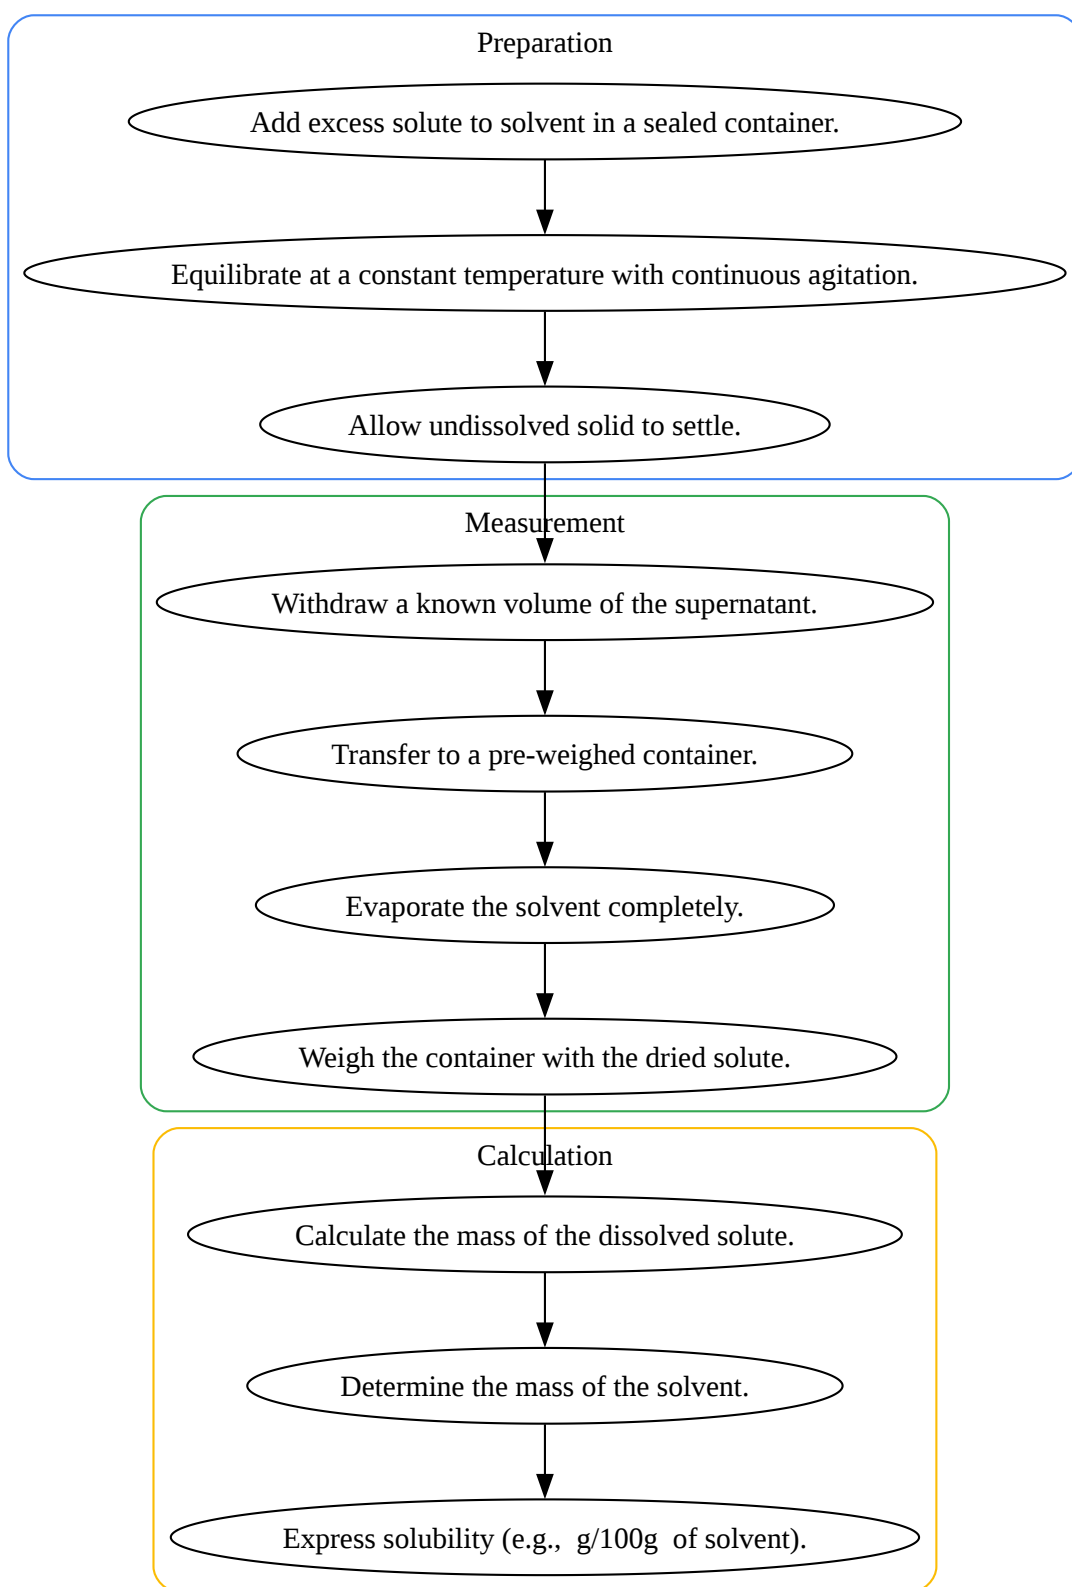 Preparation
Add excess solute to solvent in a sealed container.
Equilibrate at a constant temperature with continuous agitation.
Allow undissolved solid to settle.
Measurement
Withdraw a known volume of the supernatant.
Transfer to a pre-weighed container.
Evaporate the solvent completely.
Weigh the container with the dried solute.
Calculation
Calculate the mass of the dissolved solute.
Determine the mass of the solvent.
Express solubility (e.g.,  g/100g  of solvent).